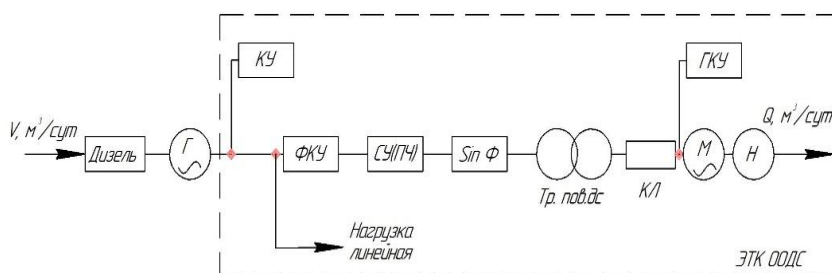 КУ
ГКУ
V, м³/сут
Q, м³/сут
Дизель
Г
ФКУ
СУ(ПЧ)
Sin Ф
М
Н
Тр. пов.дс
КЛ
Нагрузка
линейная
ЭТК ООДС